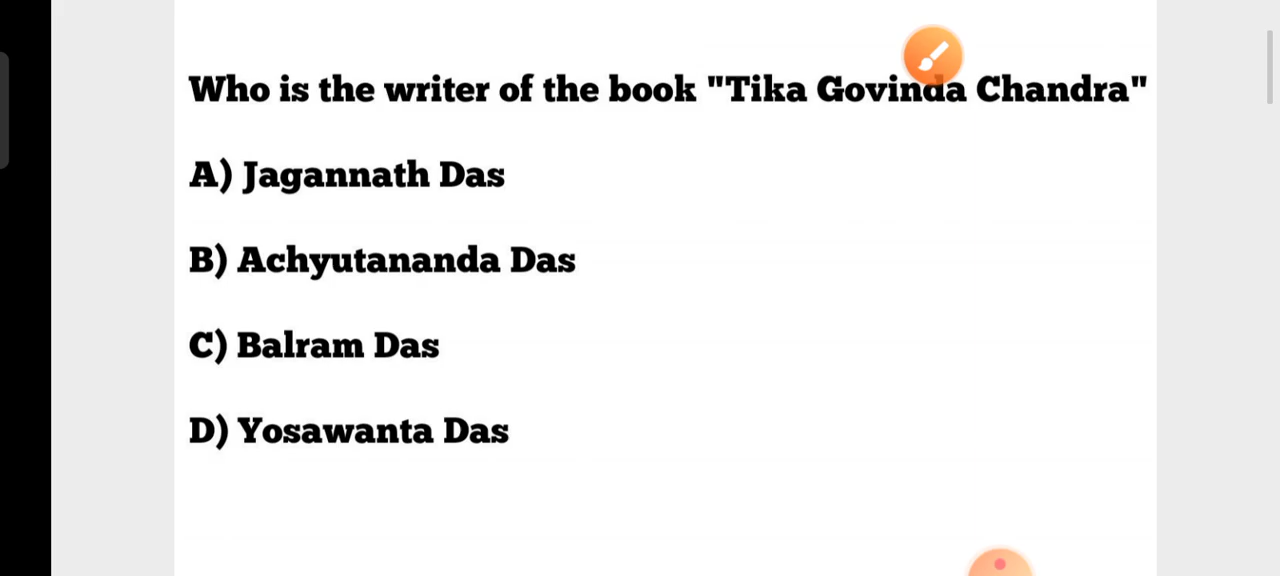 Who is the writer of the book "Tika Govinda Chandra"
A) Jagannath Das
B) Achyutananda Das
C) Balram Das
D) Yosawanta Das